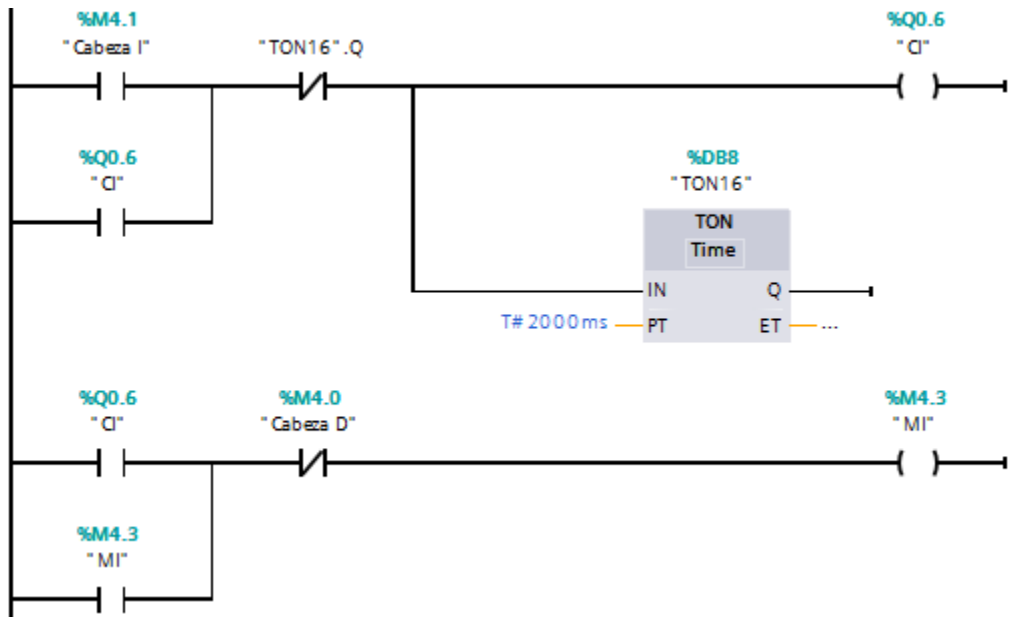 %M4.1 %Q0.6
"Cabeza I" "TON16".Q "CI"
%Q0.6 %DB8
"CI" "TON16"
TON
Time
IN Q
T#2000ms PT ET ...
%Q0.6 %M4.0 %M4.3
"CI" "Cabeza D" "MI"
%M4.3
"MI"